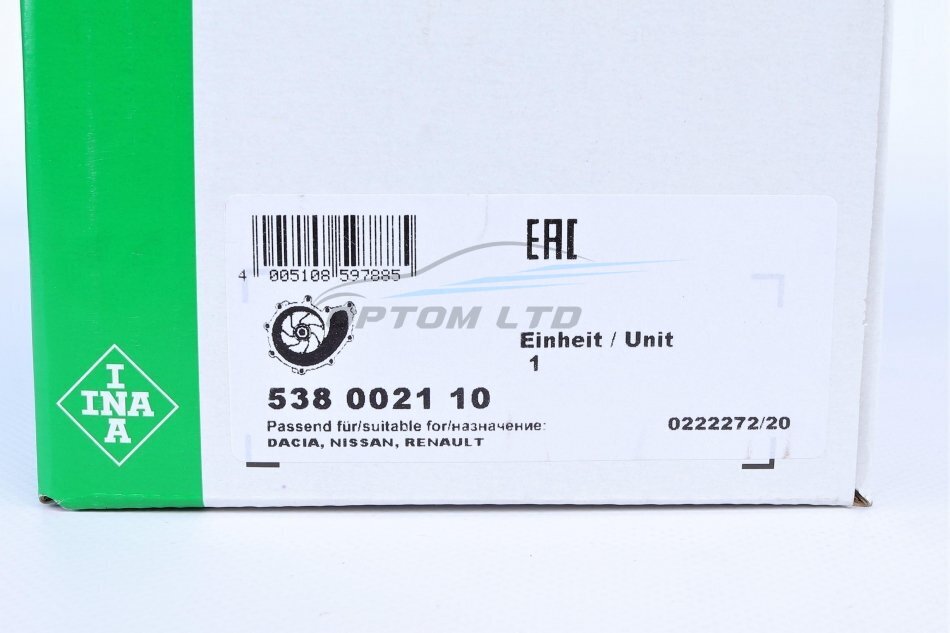 EAC
4 005108 597885
PTOM LTD
Einheit / Unit
1
538 0021 10
Passend für/suitable for/назначение:
DACIA, NISSAN, RENAULT
0222272/20
I
INA
A